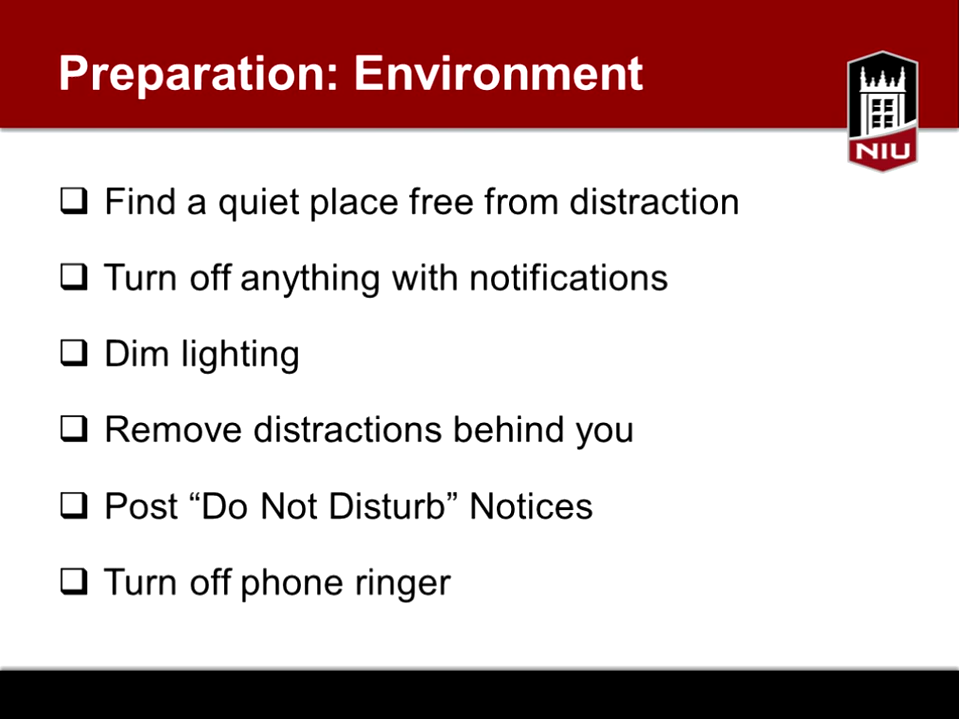 Preparation: Environment
NIU
Find a quiet place free from distraction
Turn off anything with notifications
Dim lighting
Remove distractions behind you
Post “Do Not Disturb” Notices
Turn off phone ringer